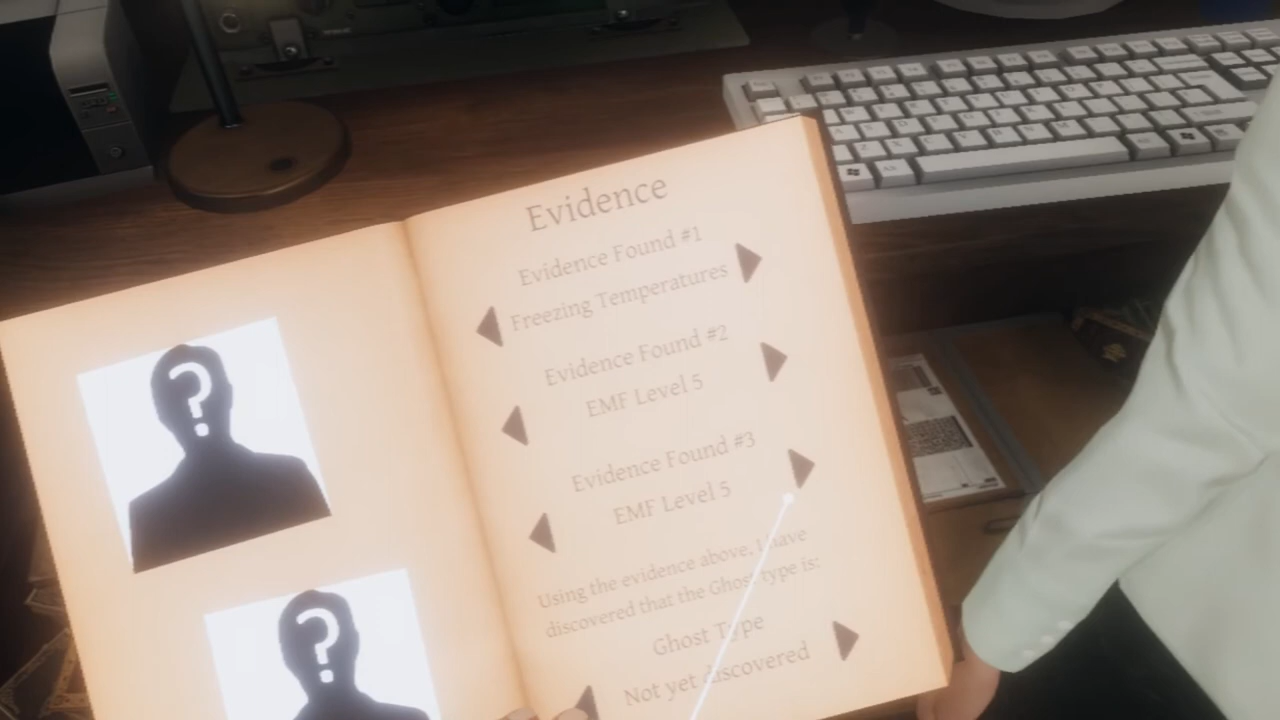 Evidence
Evidence Found #1
Freezing Temperatures
Evidence Found #2
EMF Level 5
Evidence Found #3
EMF Level 5
Using the evidence above, I have
discovered that the Ghost type is:
Ghost Type
Not yet discovered
?
?